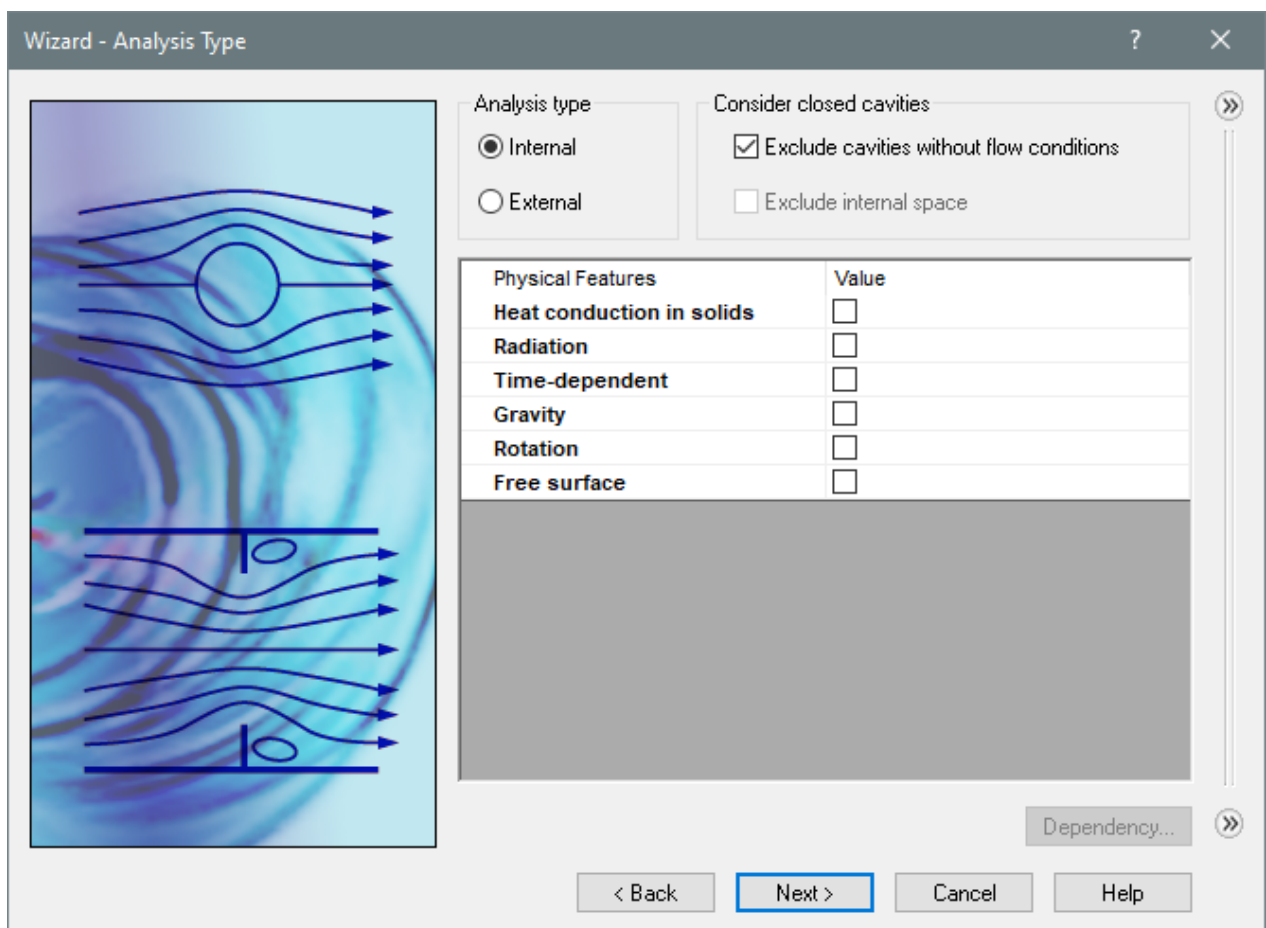 Wizard - Analysis Type
?
Analysis type
Consider closed cavities
Internal
Exclude cavities without flow conditions
External
Exclude internal space
Physical Features Value
Heat conduction in solids
Radiation
Time-dependent
Gravity
Rotation
Free surface
Dependency...
< Back
Next >
Cancel
Help